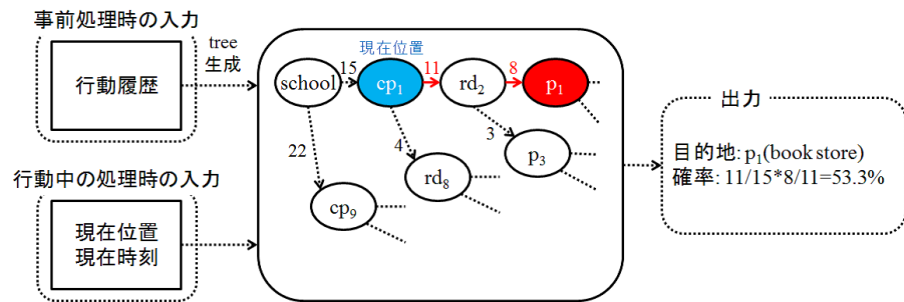 事前処理時の入力
行動履歴
tree
生成
行動中の処理時の入力
現在位置
現在時刻
現在位置
school
15
cp1
11
rd2
8
p1
22
4
3
rd8
p3
cp9
出力
目的地: p1(book store)
確率: 11/15*8/11=53.3%